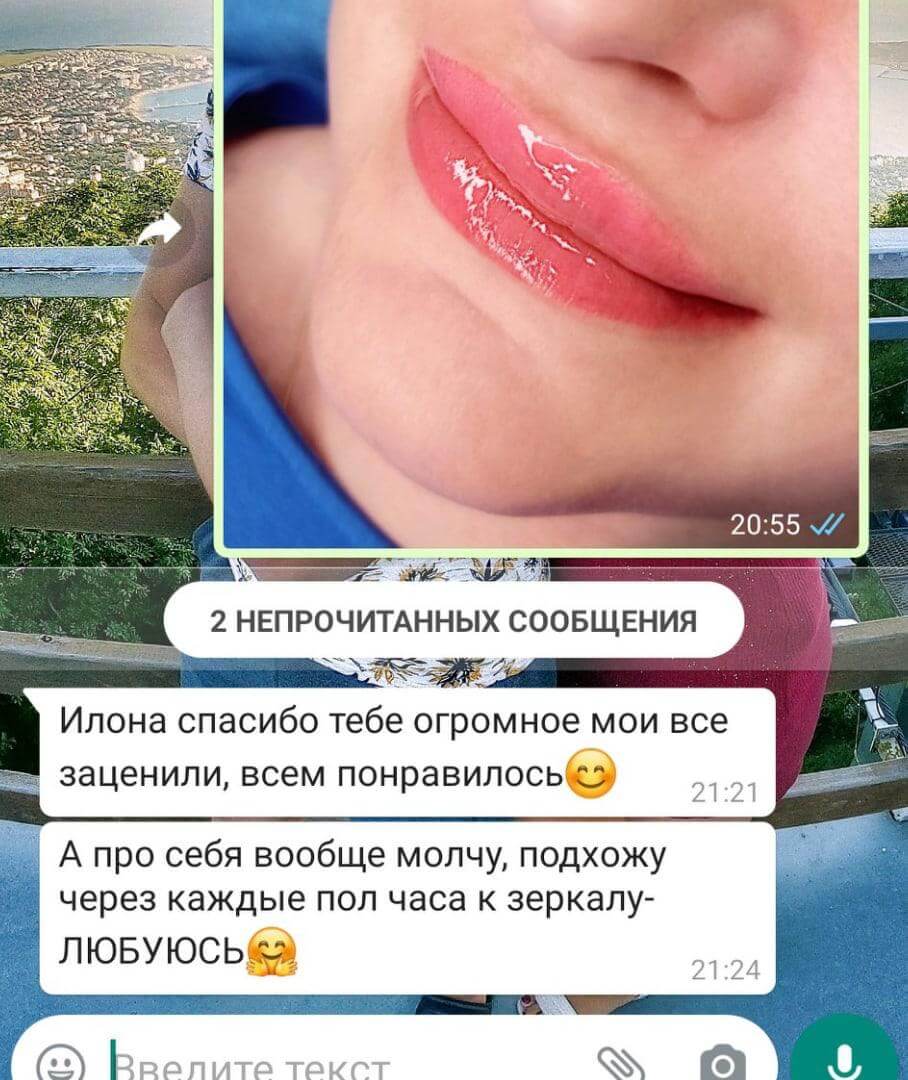 20:55
2 НЕПРОЧИТАННЫХ СООБЩЕНИЯ
Илона спасибо тебе огромное мои все
заценили, всем понравилось😊
21:21
А про себя вообще молчу, подхожу
через каждые пол часа к зеркалу-
ЛЮБУЮСЬ🤗
21:24
Введите текст